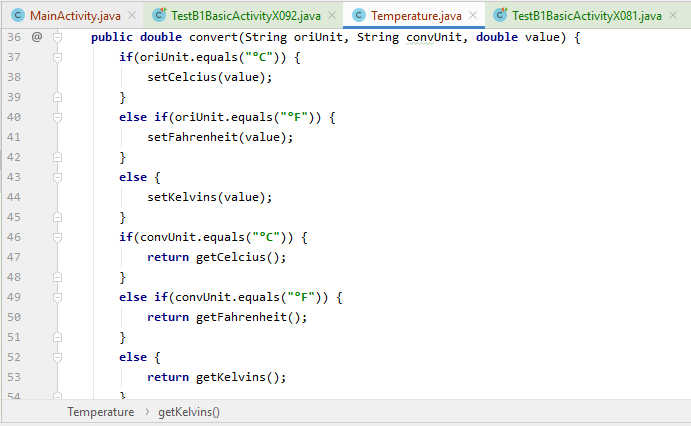 MainActivity.java TestB1BasicActivityX092.java Temperature.java TestB1BasicActivityX081.java
36 @ public double convert(String oriUnit, String convUnit, double value) {
37 if(oriUnit.equals("°C")) {
38 setCelcius(value);
39 }
40 else if(oriUnit.equals("°F")) {
41 setFahrenheit(value);
42 }
43 else {
44 setKelvins(value);
45 }
46 if(convUnit.equals("°C")) {
47 return getCelcius();
48 }
49 else if(convUnit.equals("°F")) {
50 return getFahrenheit();
51 }
52 else {
53 return getKelvins();
54 }
Temperature › getKelvins()